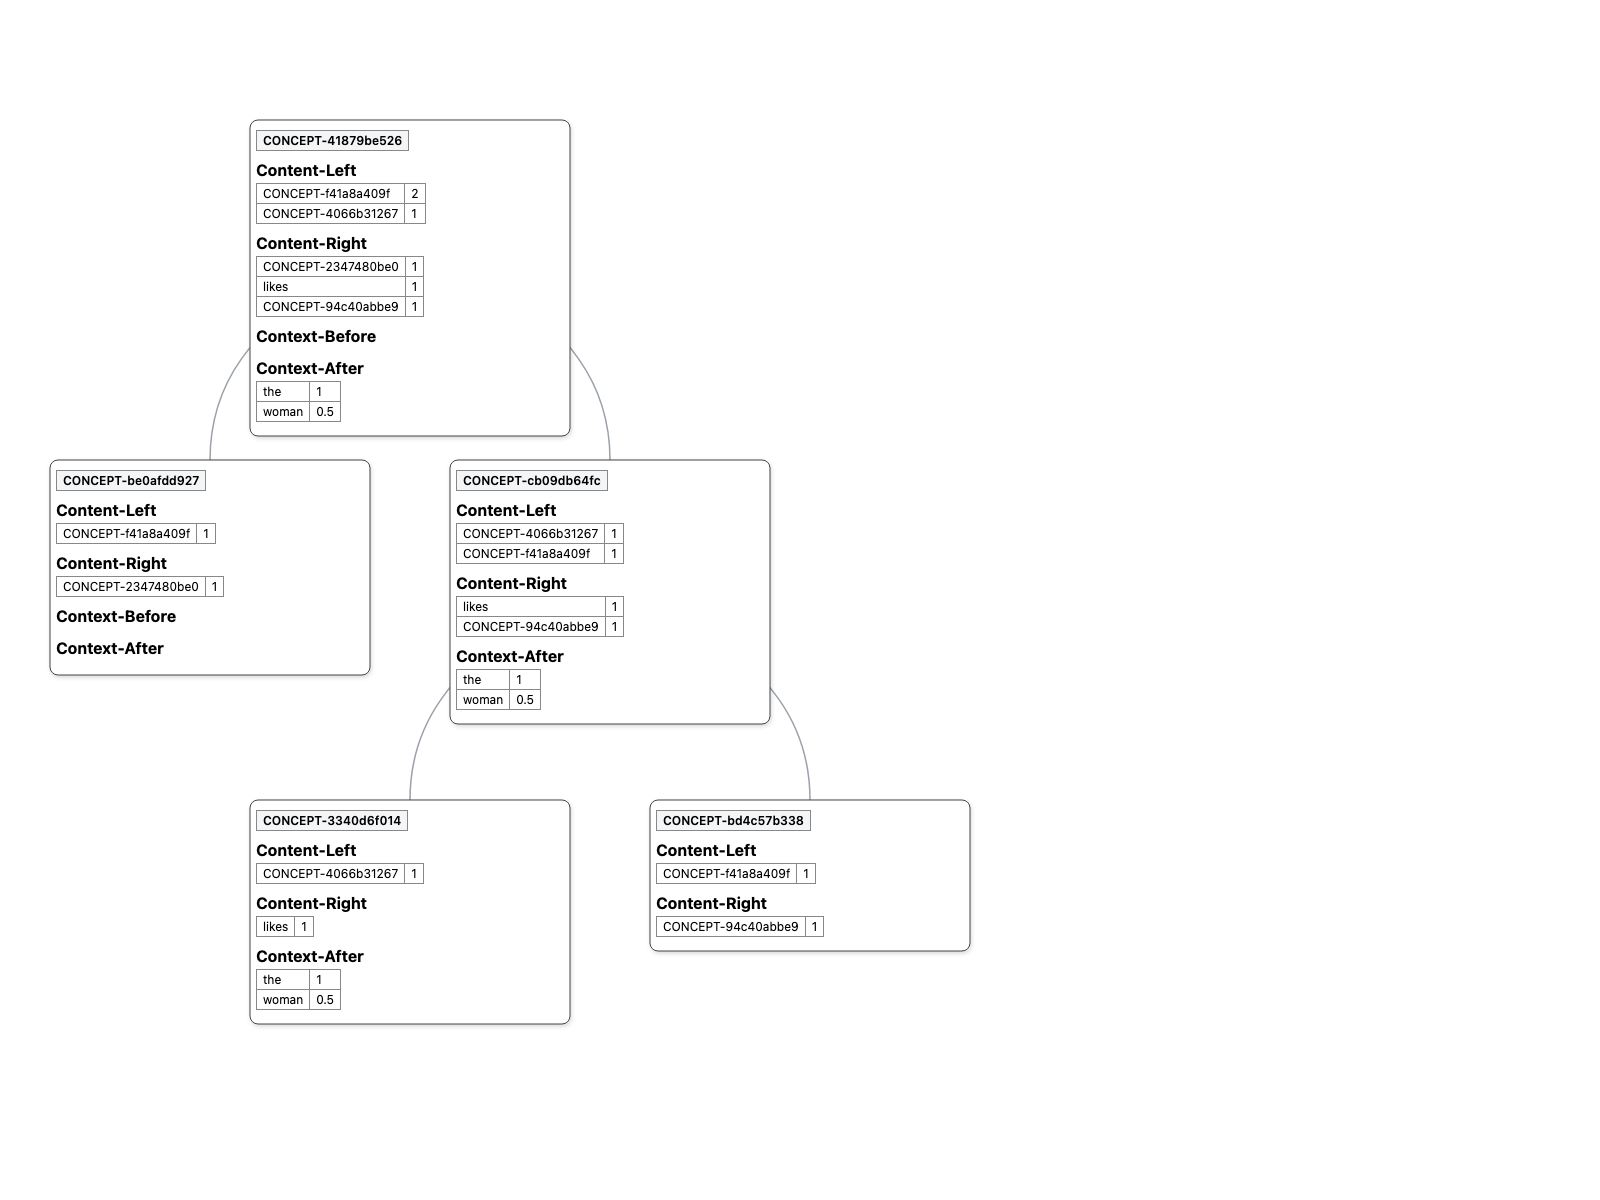 CONCEPT-41879be526
Content-Left
CONCEPT-f41a8a409f 2
CONCEPT-4066b31267 1
Content-Right
CONCEPT-2347480be0 1
likes 1
CONCEPT-94c40abbe9 1
Context-Before
Context-After
the 1
woman 0.5
CONCEPT-be0afdd927
Content-Left
CONCEPT-f41a8a409f 1
Content-Right
CONCEPT-2347480be0 1
Context-Before
Context-After
CONCEPT-cb09db64fc
Content-Left
CONCEPT-4066b31267 1
CONCEPT-f41a8a409f 1
Content-Right
likes 1
CONCEPT-94c40abbe9 1
Context-After
the 1
woman 0.5
CONCEPT-3340d6f014
Content-Left
CONCEPT-4066b31267 1
Content-Right
likes 1
Context-After
the 1
woman 0.5
CONCEPT-bd4c57b338
Content-Left
CONCEPT-f41a8a409f 1
Content-Right
CONCEPT-94c40abbe9 1